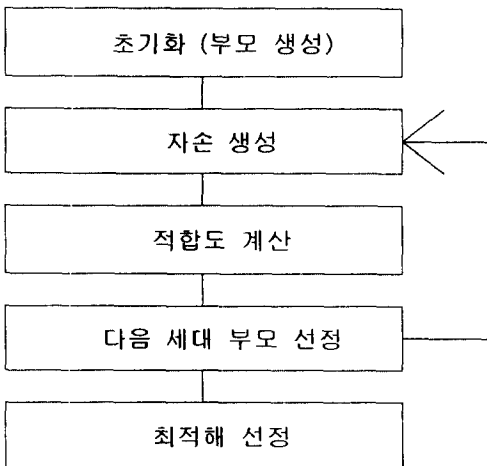 초기화 (부모 생성)
자손 생성
적합도 계산
다음 세대 부모 선정
최적해 선정